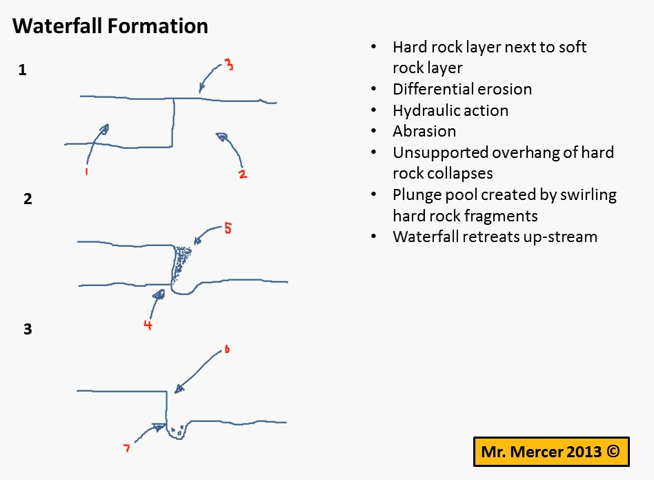 Waterfall Formation
1
3
1
2
2
5
4
3
6
7
• Hard rock layer next to soft
rock layer
• Differential erosion
• Hydraulic action
• Abrasion
• Unsupported overhang of hard
rock collapses
• Plunge pool created by swirling
hard rock fragments
• Waterfall retreats up-stream
Mr. Mercer 2013 ©